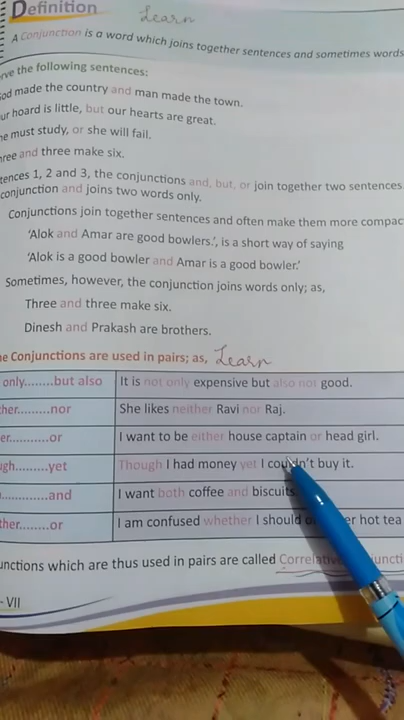 Definition
Learn
A Conjunction is a word which joins together sentences and sometimes words
the following sentences:
made the country and man made the town.
hoard is little, but our hearts are great.
must study, or she will fail.
and three make six.
1, 2 and 3, the conjunctions and, but, or join together two sentences
conjunction and joins two words only.
Conjunctions join together sentences and often make them more compac
'Alok and Amar are good bowlers.', is a short way of saying
'Alok is a good bowler and Amar is a good bowler.'
Sometimes, however, the conjunction joins words only; as,
Three and three make six.
Dinesh and Prakash are brothers.
Conjunctions are used in pairs; as, Learn
only........but also It is not only expensive but also not good.
ther.........nor She likes neither Ravi nor Raj.
er..........or I want to be either house captain or head girl.
gh........yet Though I had money yet I couldn't buy it.
.............and I want both coffee and biscuits.
ther........or I am confused whether I should hot tea
unctions which are thus used in pairs are called Correlative
- VII